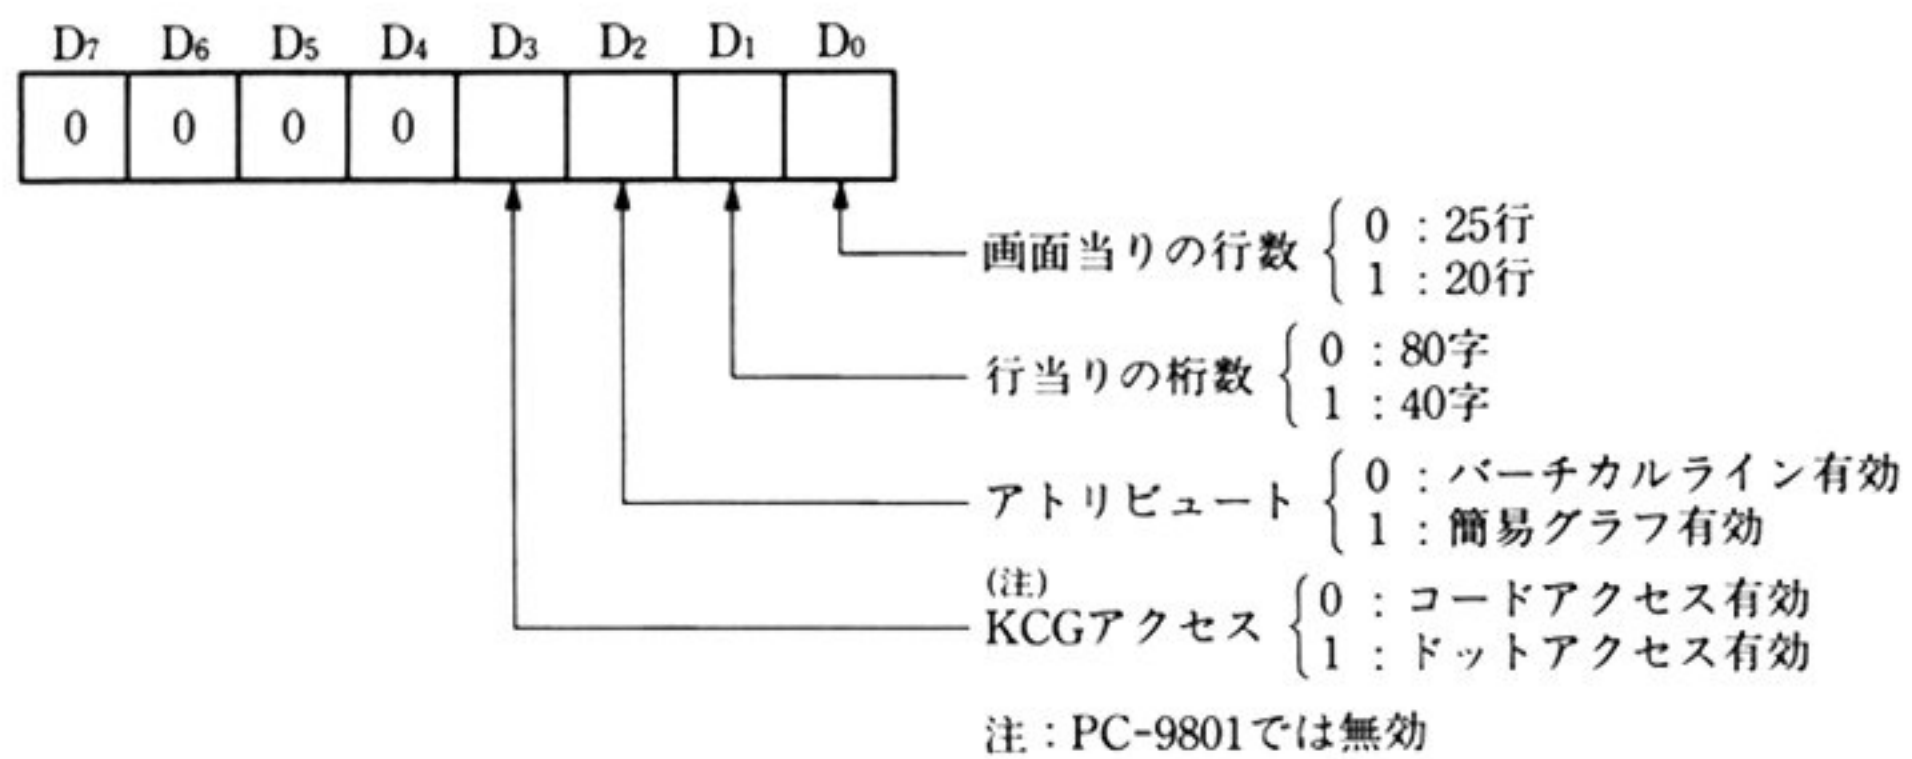 D7 D6 D5 D4 D3 D2 D1 D0
0 0 0 0
画面当りの行数
0 : 25行
1 : 20行
行当りの桁数
0 : 80字
1 : 40字
アトリビュート
0 : バーチカルライン有効
1 : 簡易グラフ有効
(注)
KCGアクセス
0 : コードアクセス有効
1 : ドットアクセス有効
注：PC-9801では無効